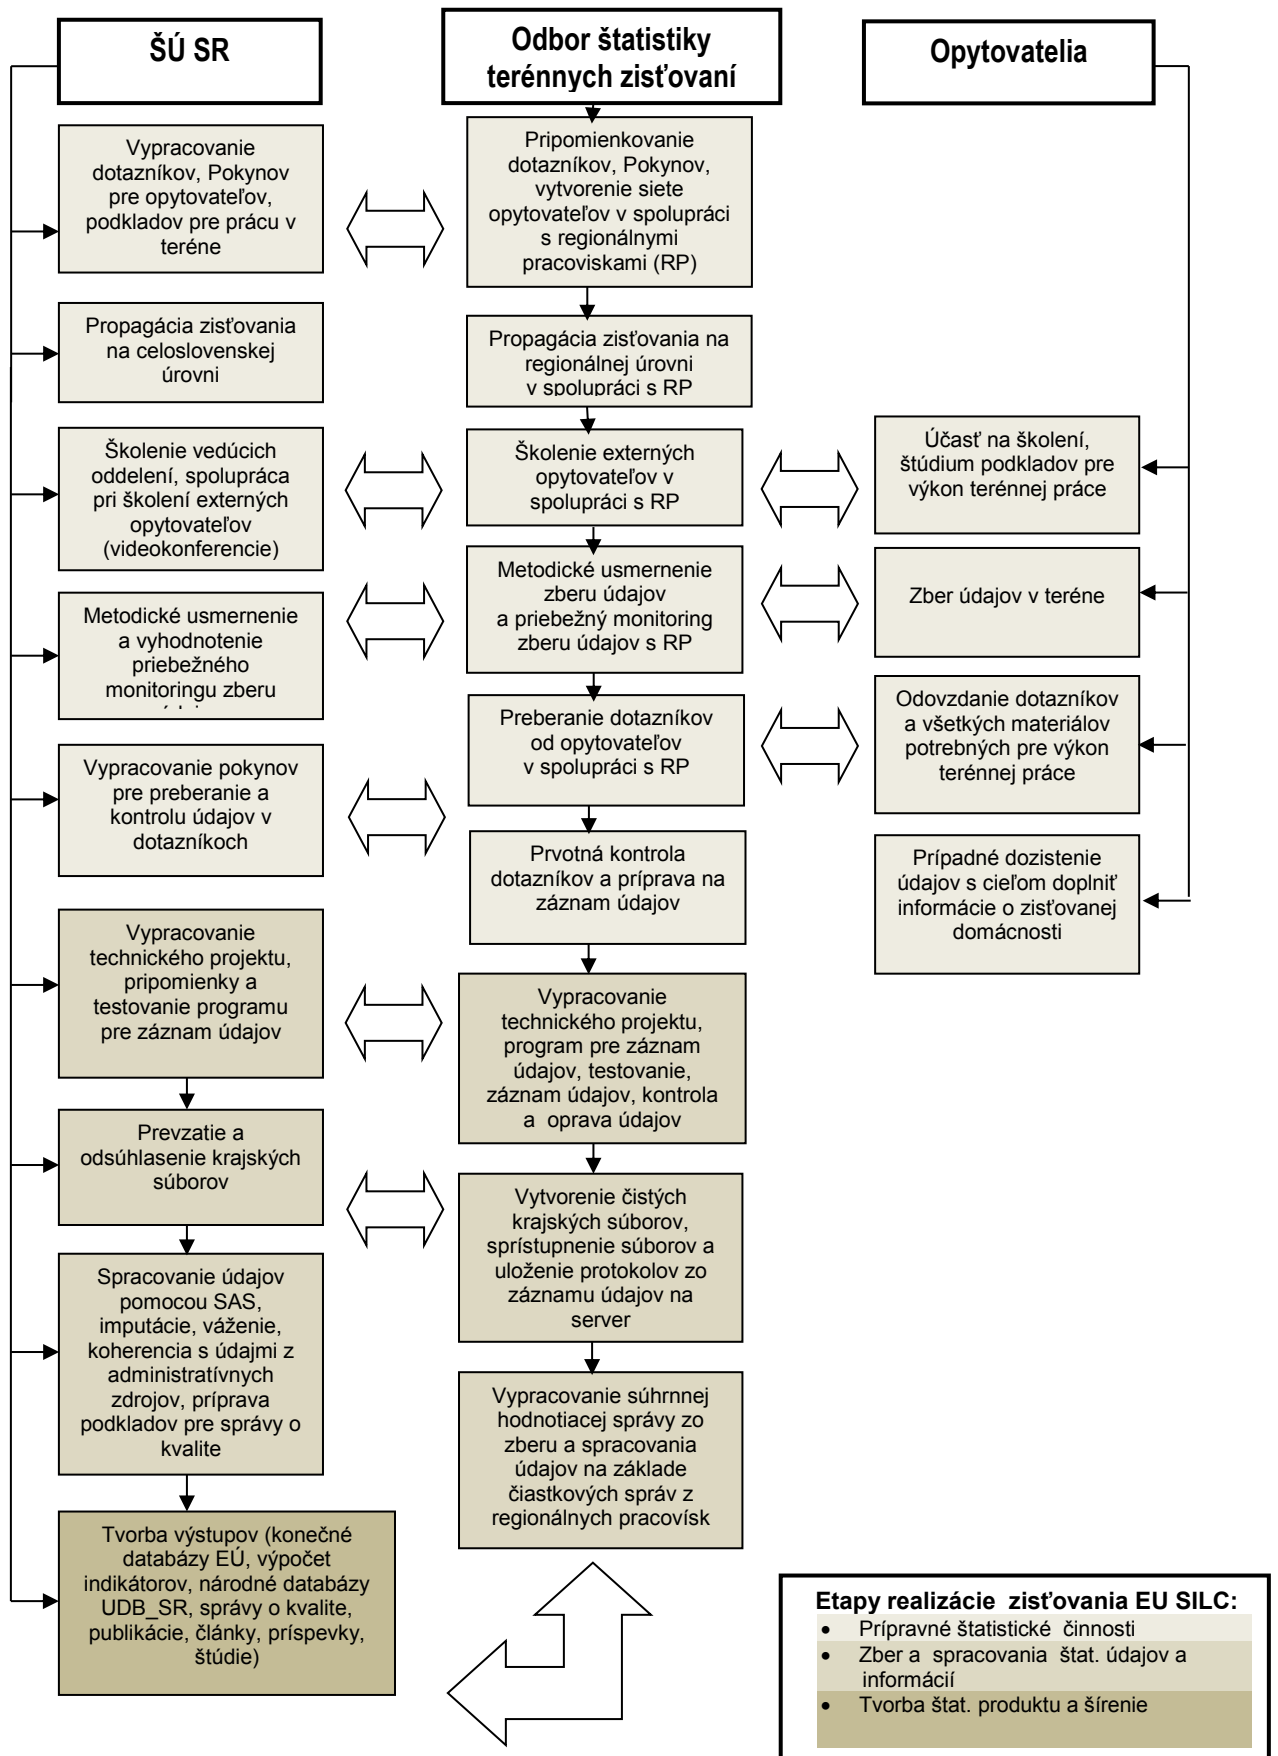 ŠÚ SR
Vypracovanie
dotazníkov, Pokynov
pre opytovateľov,
podkladov pre prácu v
teréne
Propagácia zisťovania
na celoslovenskej
úrovni
Školenie vedúcich
oddelení, spolupráca
pri školení externých
opytovateľov
(videokonferencie)
Metodické usmernenie
a vyhodnotenie
priebežného
monitoringu zberu
Vypracovanie pokynov
pre preberanie a
kontrolu údajov v
dotazníkoch
Vypracovanie
technického projektu,
pripomienky a
testovanie programu
pre záznam údajov
Prevzatie a
odsúhlasenie krajských
súborov
Spracovanie údajov
pomocou SAS,
imputácie, váženie,
koherencia s údajmi z
administratívnych
zdrojov, príprava
podkladov pre správy o
kvalite
Tvorba výstupov (konečné
databázy EÚ, výpočet
indikátorov, národné databázy
UDB_SR, správy o kvalite,
publikácie, články, príspevky,
štúdie)
Odbor štatistiky
terénnych zisťovaní
Pripomienkovanie
dotazníkov, Pokynov,
vytvorenie siete
opytovateľov v spolupráci
s regionálnymi
pracoviskami (RP)
Propagácia zisťovania na
regionálnej úrovni
v spolupráci s RP
Školenie externých
opytovateľov v
spolupráci s RP
Metodické usmernenie
zberu údajov
a priebežný monitoring
zberu údajov s RP
Preberanie dotazníkov
od opytovateľov
v spolupráci s RP
Prvotná kontrola
dotazníkov a príprava na
záznam údajov
Vypracovanie
technického projektu,
program pre záznam
údajov, testovanie,
záznam údajov, kontrola
a oprava údajov
Vytvorenie čistých
krajských súborov,
sprístupnenie súborov a
uloženie protokolov zo
záznamu údajov na
server
Vypracovanie súhrnnej
hodnotiacej správy zo
zberu a spracovania
údajov na základe
čiastkových správ z
regionálnych pracovísk
Opytovatelia
Účasť na školení,
štúdium podkladov pre
výkon terénnej práce
Zber údajov v teréne
Odovzdanie dotazníkov
a všetkých materiálov
potrebných pre výkon
terénnej práce
Prípadné dozistenie
údajov s cieľom doplniť
informácie o zisťovanej
domácnosti
Etapy realizácie zisťovania EU SILC:
• Prípravné štatistické činnosti
• Zber a spracovania štat. údajov a
informácií
• Tvorba štat. produktu a šírenie